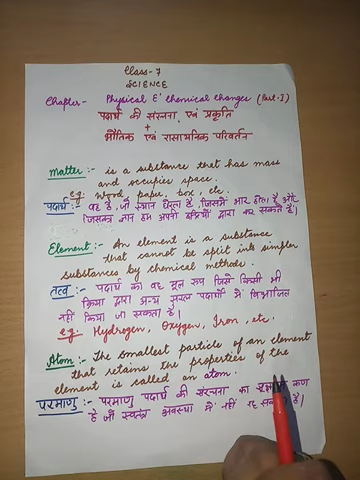 Class-7
SCIENCE
Chapter- Physical & Chemical Changes (Part-I)
पदार्थ की संरचना एवं प्रकृति
+
भौतिक एवं रासायनिक परिवर्तन
Matter:- is a substance that has mass
and occupies space.
eg: Wood, paper, box, etc.
पदार्थ:- वह है, जो स्थान घेरता है, जिसमें भार होता है और
जिसका ज्ञान हम अपनी इन्द्रियों द्वारा कर सकते हैं।
Element:- An element is a substance
that cannot be split into simpler
substances by chemical methods.
तत्व:- पदार्थ का वह मूल रूप जिसे किसी भी
क्रिया द्वारा अन्य सरल पदार्थों में विभाजित
नहीं किया जा सकता है।
eg:- Hydrogen, Oxygen, Iron, etc.
Atom:- The smallest particle of an element
that retains the properties of the
element is called an atom.
परमाणु:- परमाणु पदार्थ की संरचना का कण
है जो स्वतंत्र अवस्था में नहीं रह सकता है।